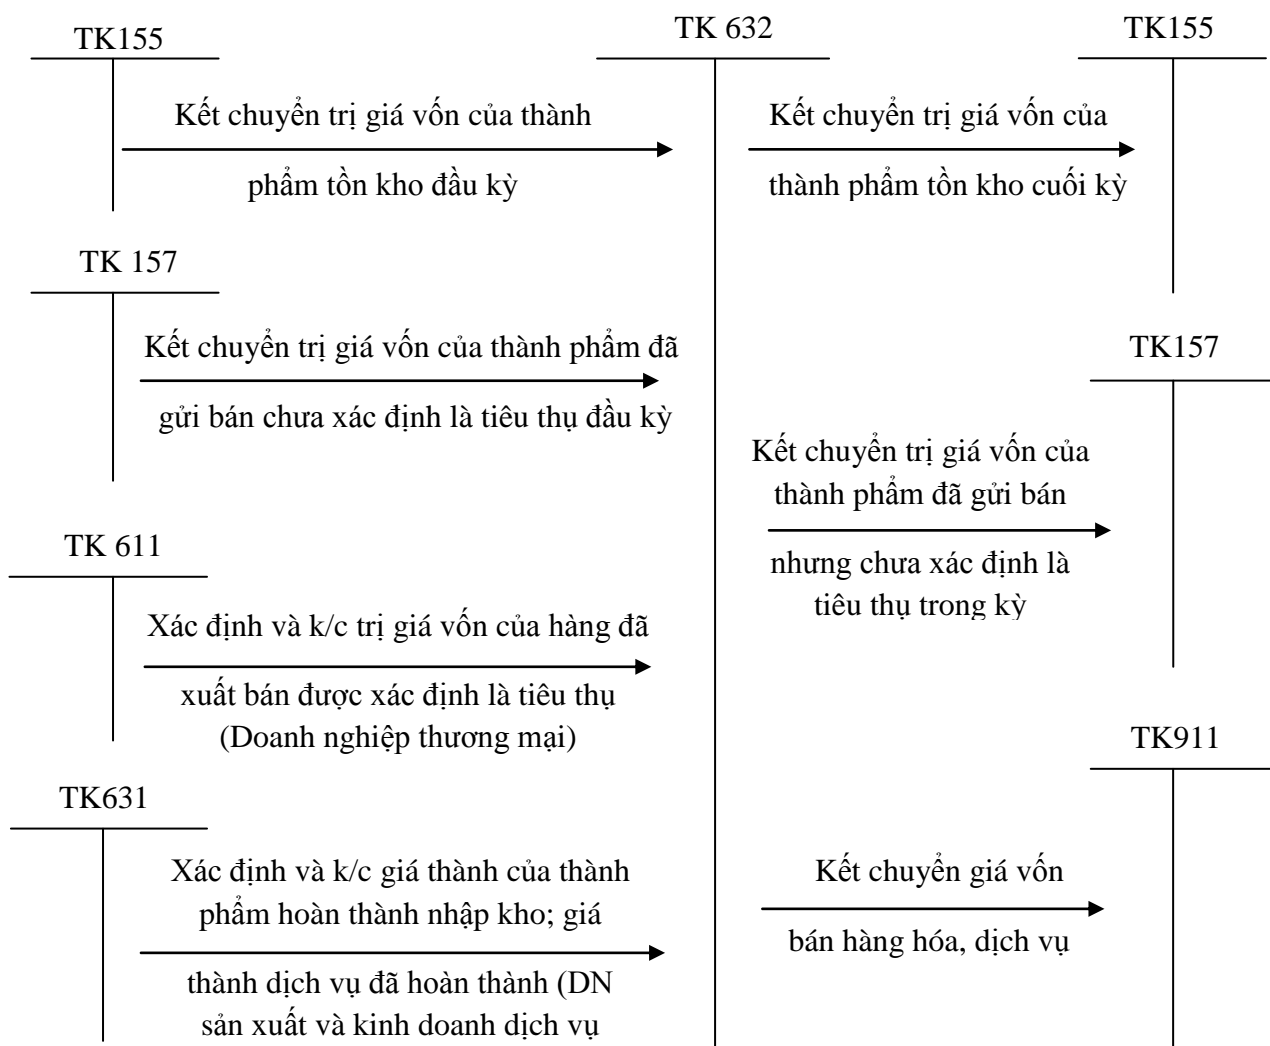 TK155
Kết chuyển trị giá vốn của thành
phẩm tồn kho đầu kỳ
TK 157
Kết chuyển trị giá vốn của thành phẩm đã
gửi bán chưa xác định là tiêu thụ đầu kỳ
TK 611
Xác định và k/c trị giá vốn của hàng đã
xuất bán được xác định là tiêu thụ
(Doanh nghiệp thương mại)
TK631
Xác định và k/c giá thành của thành
phẩm hoàn thành nhập kho; giá
thành dịch vụ đã hoàn thành (DN
sản xuất và kinh doanh dịch vụ
TK 632
TK155
Kết chuyển trị giá vốn của
thành phẩm tồn kho cuối kỳ
TK157
Kết chuyển trị giá vốn của
thành phẩm đã gửi bán
nhưng chưa xác định là
tiêu thụ trong kỳ
TK911
Kết chuyển giá vốn
bán hàng hóa, dịch vụ